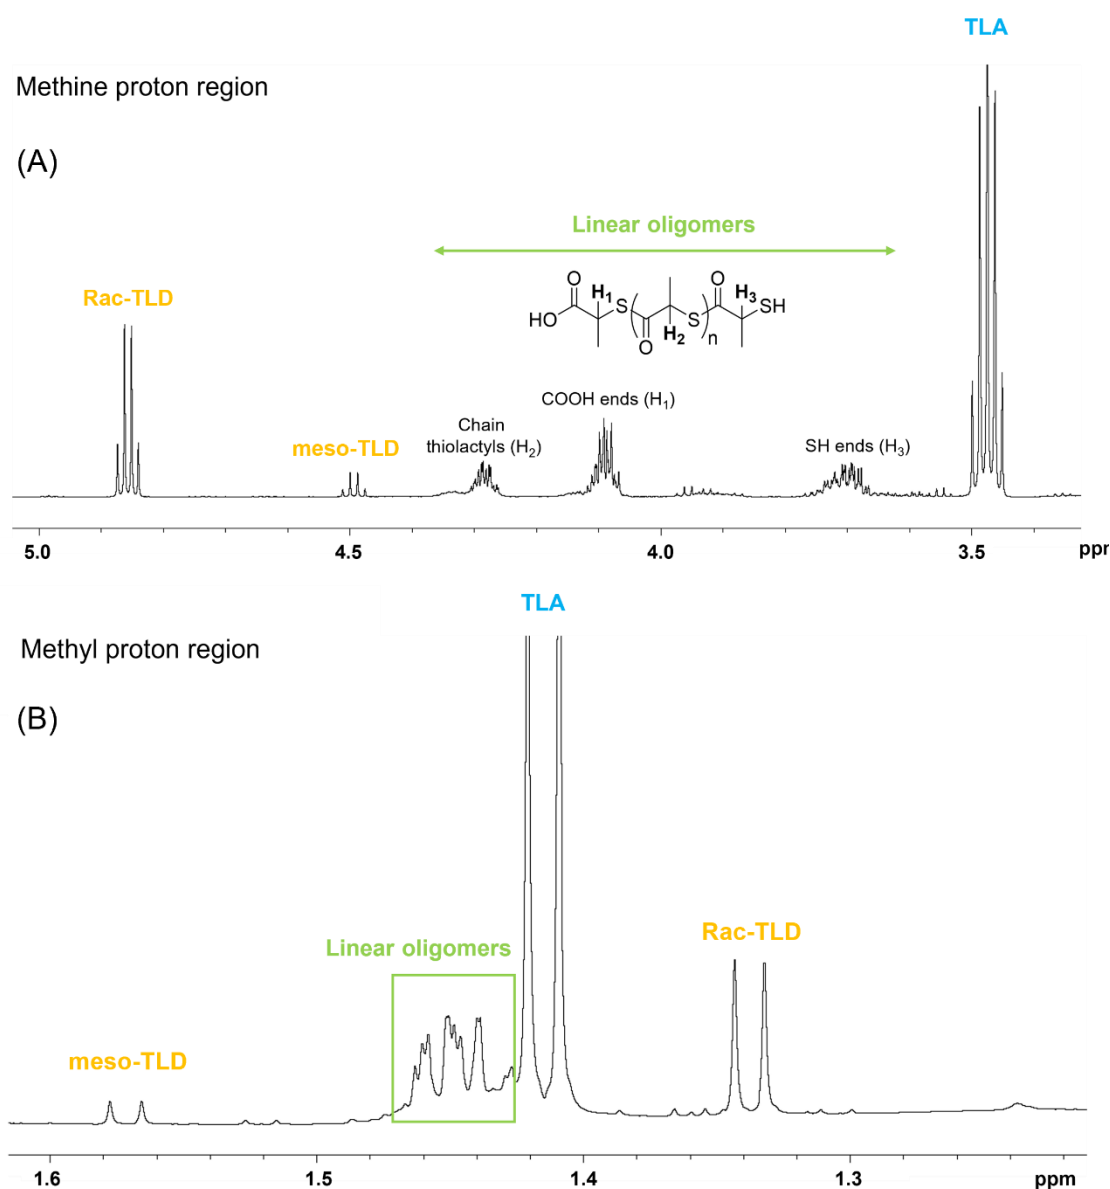 TLA
Methine proton region
(A)
Linear oligomers
Rac-TLD
O
H₁
S
O
H₂
S
n
O
H₃
SH
HO
COOH ends (H₁)
Chain
thiolactyls (H₂)
meso-TLD
SH ends (H₃)
5.0 4.5 4.0 3.5 ppm
TLA
Methyl proton region
(B)
Rac-TLD
Linear oligomers
meso-TLD
1.6 1.5 1.4 1.3 ppm